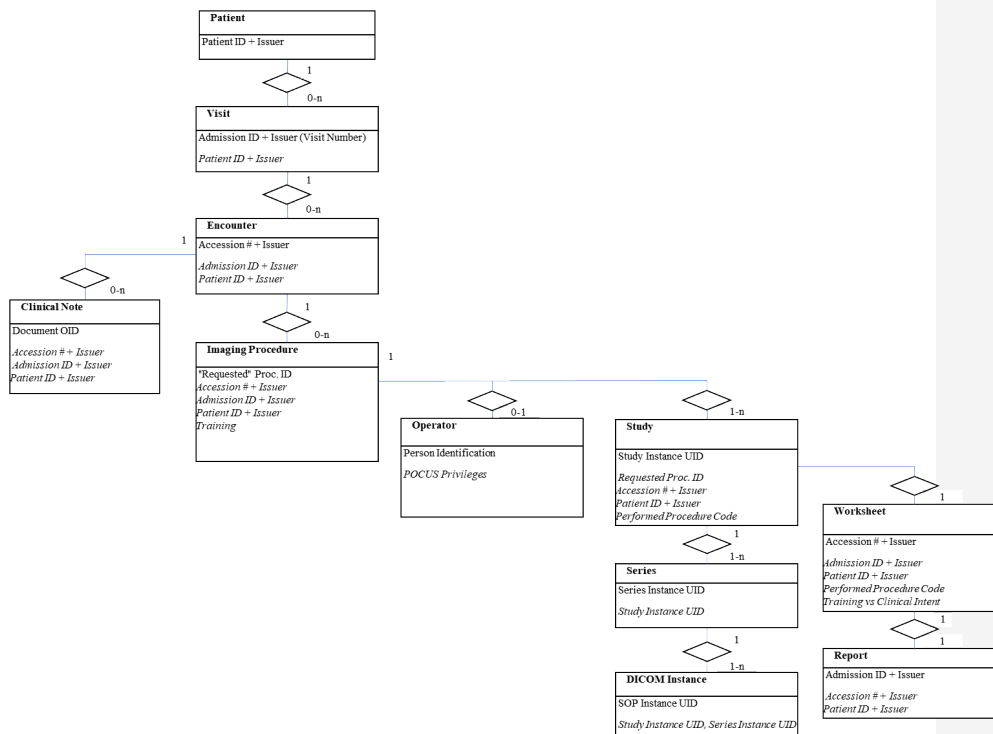 Patient
Patient ID + Issuer
1
0-n
Visit
Admission ID + Issuer (Visit Number)
Patient ID + Issuer
1
0-n
Encounter
Accession # + Issuer
Admission ID + Issuer
Patient ID + Issuer
1
0-n
Clinical Note
Document OID
Accession # + Issuer
Admission ID + Issuer
Patient ID + Issuer
1
0-n
Imaging Procedure
"Requested" Proc. ID
Accession # + Issuer
Admission ID + Issuer
Patient ID + Issuer
Training
1
0-1
Operator
Person Identification
POCUS Privileges
1-n
Study
Study Instance UID
Requested Proc. ID
Accession # + Issuer
Patient ID + Issuer
Performed Procedure Code
1
1-n
Series
Series Instance UID
Study Instance UID
1
1-n
DICOM Instance
SOP Instance UID
Study Instance UID, Series Instance UID
1
Worksheet
Accession # + Issuer
Admission ID + Issuer
Patient ID + Issuer
Performed Procedure Code
Training vs Clinical Intent
1
1
Report
Admission ID + Issuer
Accession # + Issuer
Patient ID + Issuer